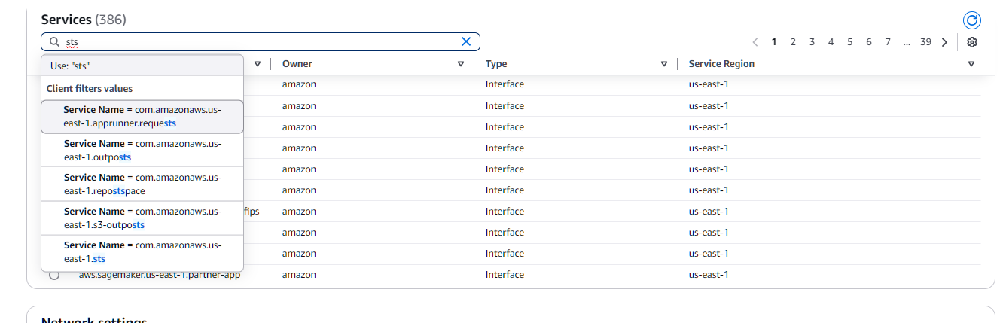 Services (386)
sts
1 2 3 4 5 6 7 ... 39
Use: "sts"
Owner Type Service Region
Client filters values
amazon Interface us-east-1
Service Name = com.amazonaws.us-
east-1.apprunner.requests
amazon Interface us-east-1
amazon Interface us-east-1
Service Name = com.amazonaws.us-
east-1.outposts
amazon Interface us-east-1
amazon Interface us-east-1
Service Name = com.amazonaws.us-
east-1.repostspace
amazon Interface us-east-1
Service Name = com.amazonaws.us-
east-1.s3-outposts
fips amazon Interface us-east-1
amazon Interface us-east-1
Service Name = com.amazonaws.us-
east-1.sts
amazon Interface us-east-1
aws.sagemaker.us-east-1.partner-app amazon Interface us-east-1
Network settings